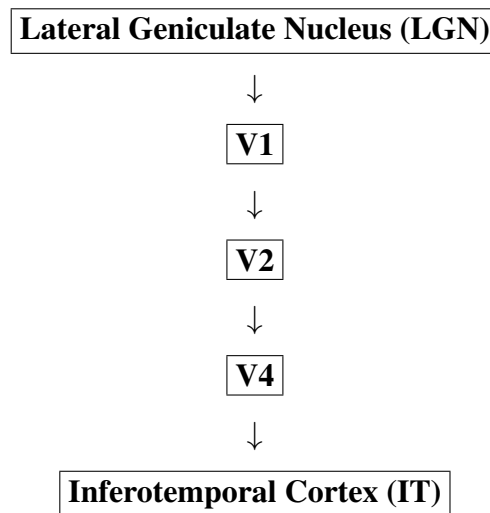 Lateral Geniculate Nucleus (LGN)
↓
V1
↓
V2
↓
V4
↓
Inferotemporal Cortex (IT)